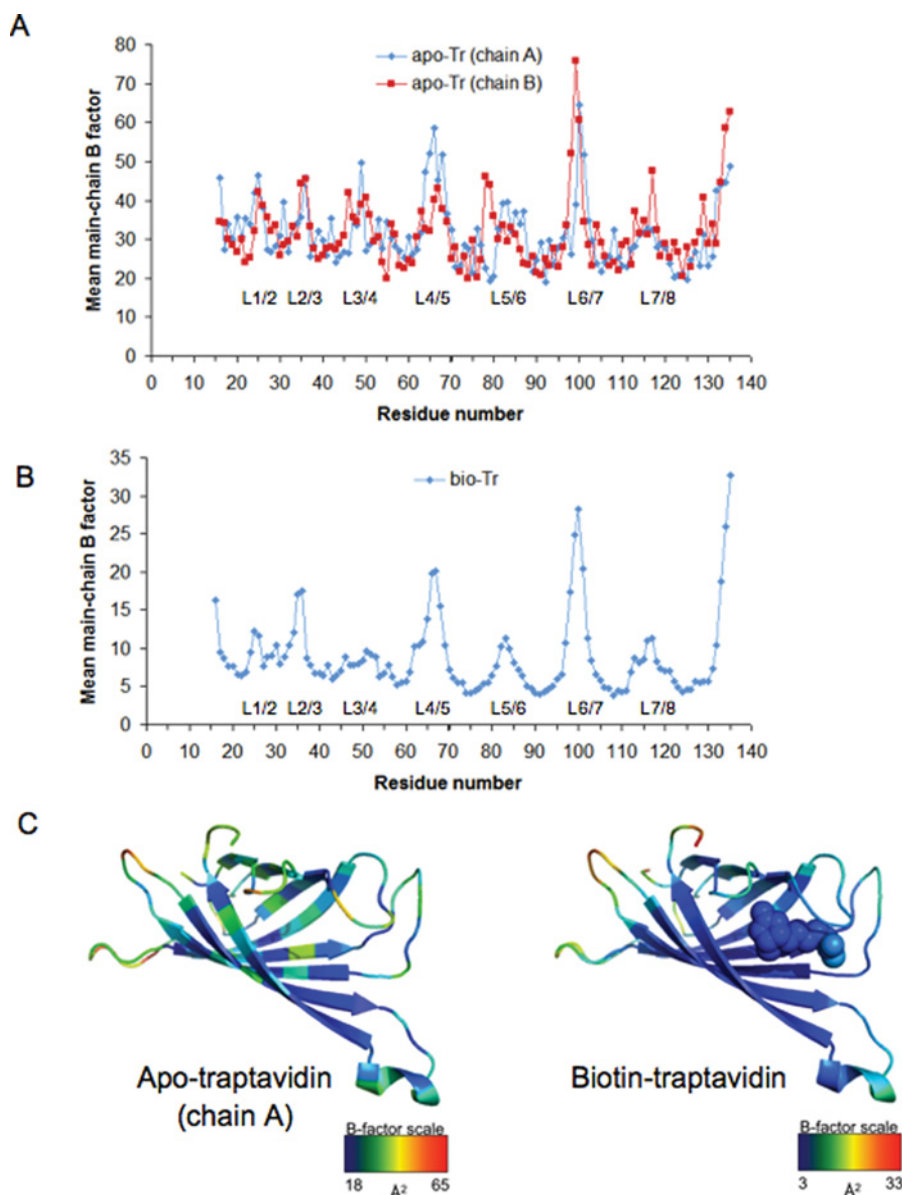 A
80
70
60
50
40
30
20
10
0
Mean main-chain B factor
apo-Tr (chain A)
apo-Tr (chain B)
L1/2 L2/3 L3/4 L4/5 L5/6 L6/7 L7/8
0 10 20 30 40 50 60 70 80 90 100 110 120 130 140
Residue number
B
35
30
25
20
15
10
5
0
Mean main-chain B factor
bio-Tr
L1/2 L2/3 L3/4 L4/5 L5/6 L6/7 L7/8
0 10 20 30 40 50 60 70 80 90 100 110 120 130 140
Residue number
C
Apo-traptavidin
(chain A)
B-factor scale
18 Å² 65
Biotin-traptavidin
B-factor scale
3 Å² 33